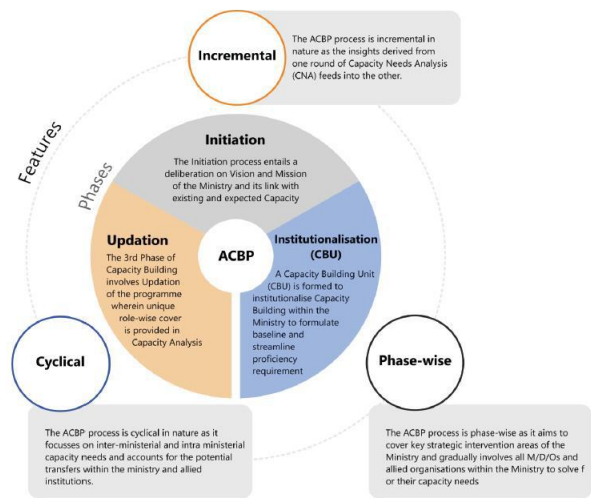 Incremental
The ACBP process is incremental in
nature as the insights derived from
one round of Capacity Needs Analysis
(CNA) feeds into the other.
Features
Phases
Initiation
The Initiation process entails a
deliberation on Vision and Mission
of the Ministry and its link with
existing and expected Capacity
Updation
The 3rd Phase of
Capacity Building
involves Updation
of the programme
wherein unique
role-wise cover
is provided in
Capacity Analysis
ACBP
Institutionalisation
(CBU)
A Capacity Building Unit
(CBU) is formed to
institutionalise Capacity
Building within the
Ministry to formulate
baseline and
streamline
proficiency
requirement
Cyclical
The ACBP process is cyclical in nature as it
focusses on inter-ministerial and intra ministerial
capacity needs and accounts for the potential
transfers within the ministry and allied
institutions.
Phase-wise
The ACBP process is phase-wise as it aims to
cover key strategic intervention areas of the
Ministry and gradually involves all M/D/Os and
allied organisations within the Ministry to solve f
or their capacity needs